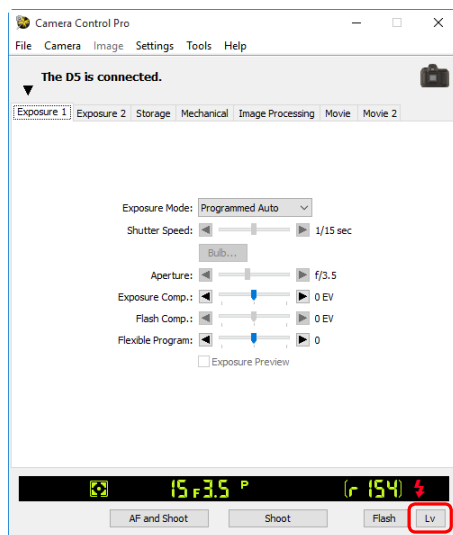 Camera Control Pro
File Camera Image Settings Tools Help
The D5 is connected.
Exposure 1 Exposure 2 Storage Mechanical Image Processing Movie Movie 2
Exposure Mode: Programmed Auto
Shutter Speed: 1/15 sec
Bulb...
Aperture: f/3.5
Exposure Comp.: 0 EV
Flash Comp.: 0 EV
Flexible Program: 0
Exposure Preview
15 F3.5 P (r 154)
AF and Shoot Shoot Flash Lv